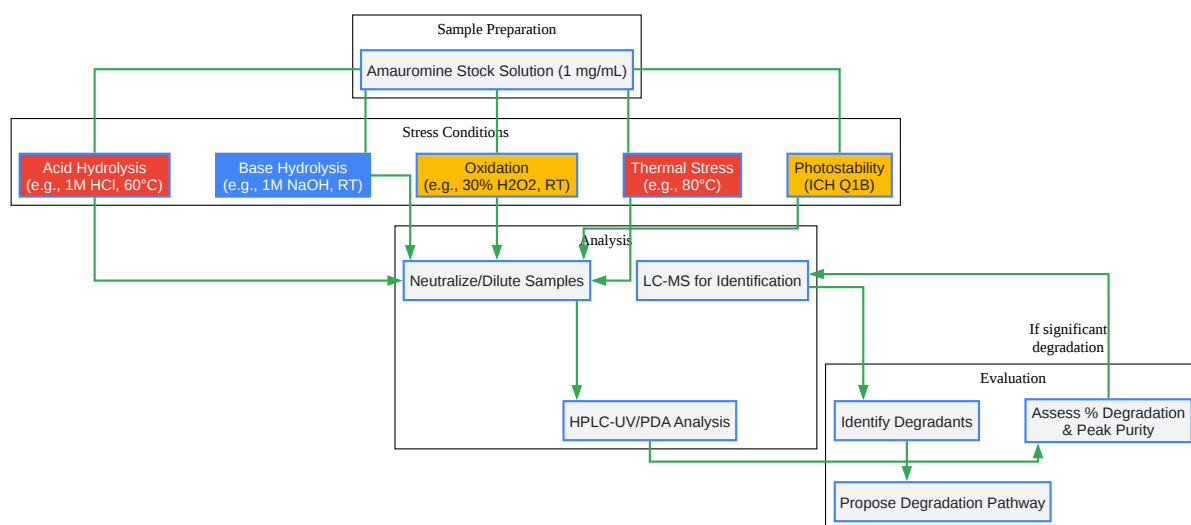 Sample Preparation
Amauromine Stock Solution (1 mg/mL)
Stress Conditions
Acid Hydrolysis
(e.g., 1M HCl, 60°C)
Base Hydrolysis
(e.g., 1M NaOH, RT)
Oxidation
(e.g., 30% H2O2, RT)
Thermal Stress
(e.g., 80°C)
Photostability
(ICH Q1B)
Analysis
Neutralize/Dilute Samples
LC-MS for Identification
If significant
degradation
Evaluation
HPLC-UV/PDA Analysis
Identify Degradants
Assess % Degradation
& Peak Purity
Propose Degradation Pathway